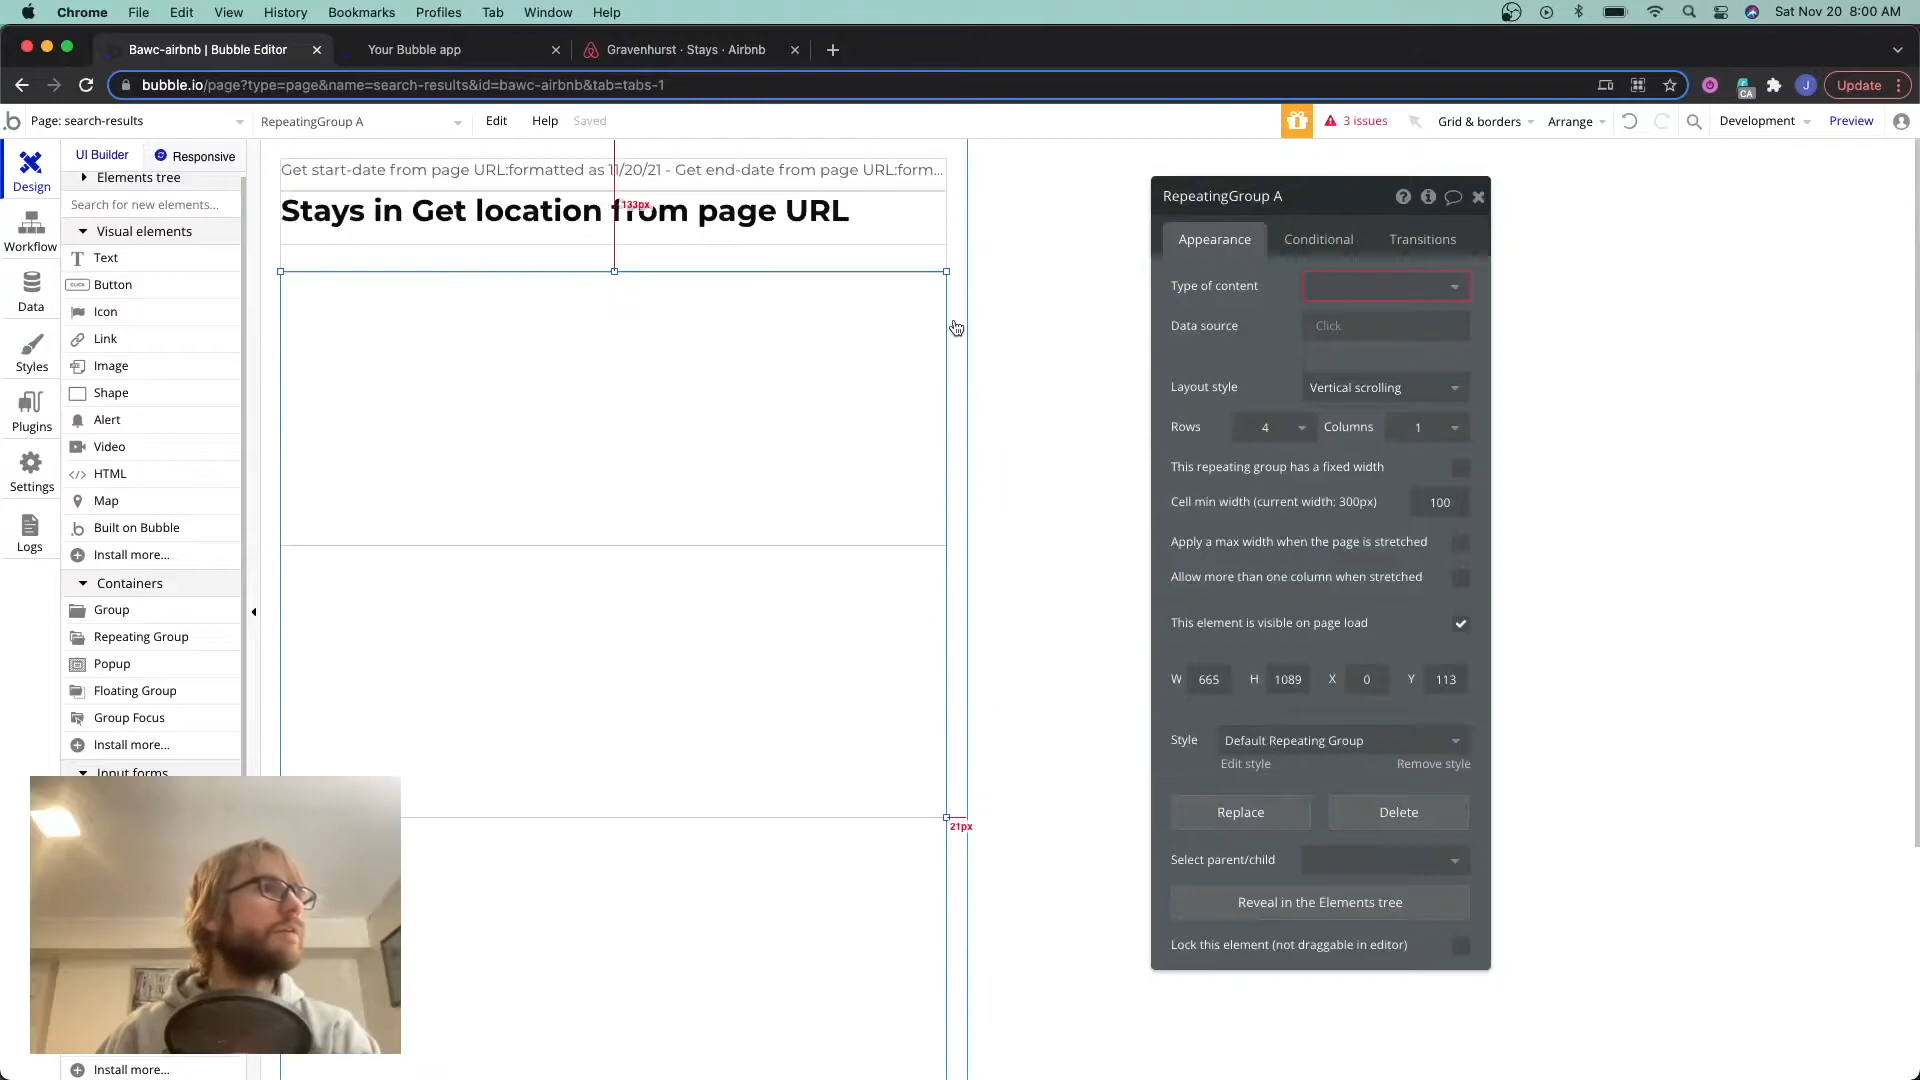 Chrome File Edit View History Bookmarks Profiles Tab Window Help Sat Nov 20 8:00 AM
Bawc-airbnb | Bubble Editor Your Bubble app Gravenhurst · Stays · Airbnb
bubble.io/page?type=page&name=search-results&id=bawc-airbnb&tab=tabs-1 CA J Update
Page: search-results RepeatingGroup A Edit Help Saved 3 issues Grid & borders Arrange Development Preview
Design
Workflow
Data
Styles
Plugins
Settings
Logs
UI Builder Responsive
Elements tree
Search for new elements...
Visual elements
Text
CLICK Button
Icon
Link
Image
Shape
Alert
Video
HTML
Map
Built on Bubble
Install more...
Containers
Group
Repeating Group
Popup
Floating Group
Group Focus
Install more...
Input forms
Install more...
Get start-date from page URL:formatted as 11/20/21 - Get end-date from page URL:form...
Stays in Get location from page URL
133px
21px
RepeatingGroup A
Appearance Conditional Transitions
Type of content
Data source Click
Layout style Vertical scrolling
Rows 4 Columns 1
This repeating group has a fixed width
Cell min width (current width: 300px) 100
Apply a max width when the page is stretched
Allow more than one column when stretched
This element is visible on page load
W 665 H 1089 X 0 Y 113
Style Default Repeating Group
Edit style Remove style
Replace Delete
Select parent/child
Reveal in the Elements tree
Lock this element (not draggable in editor)